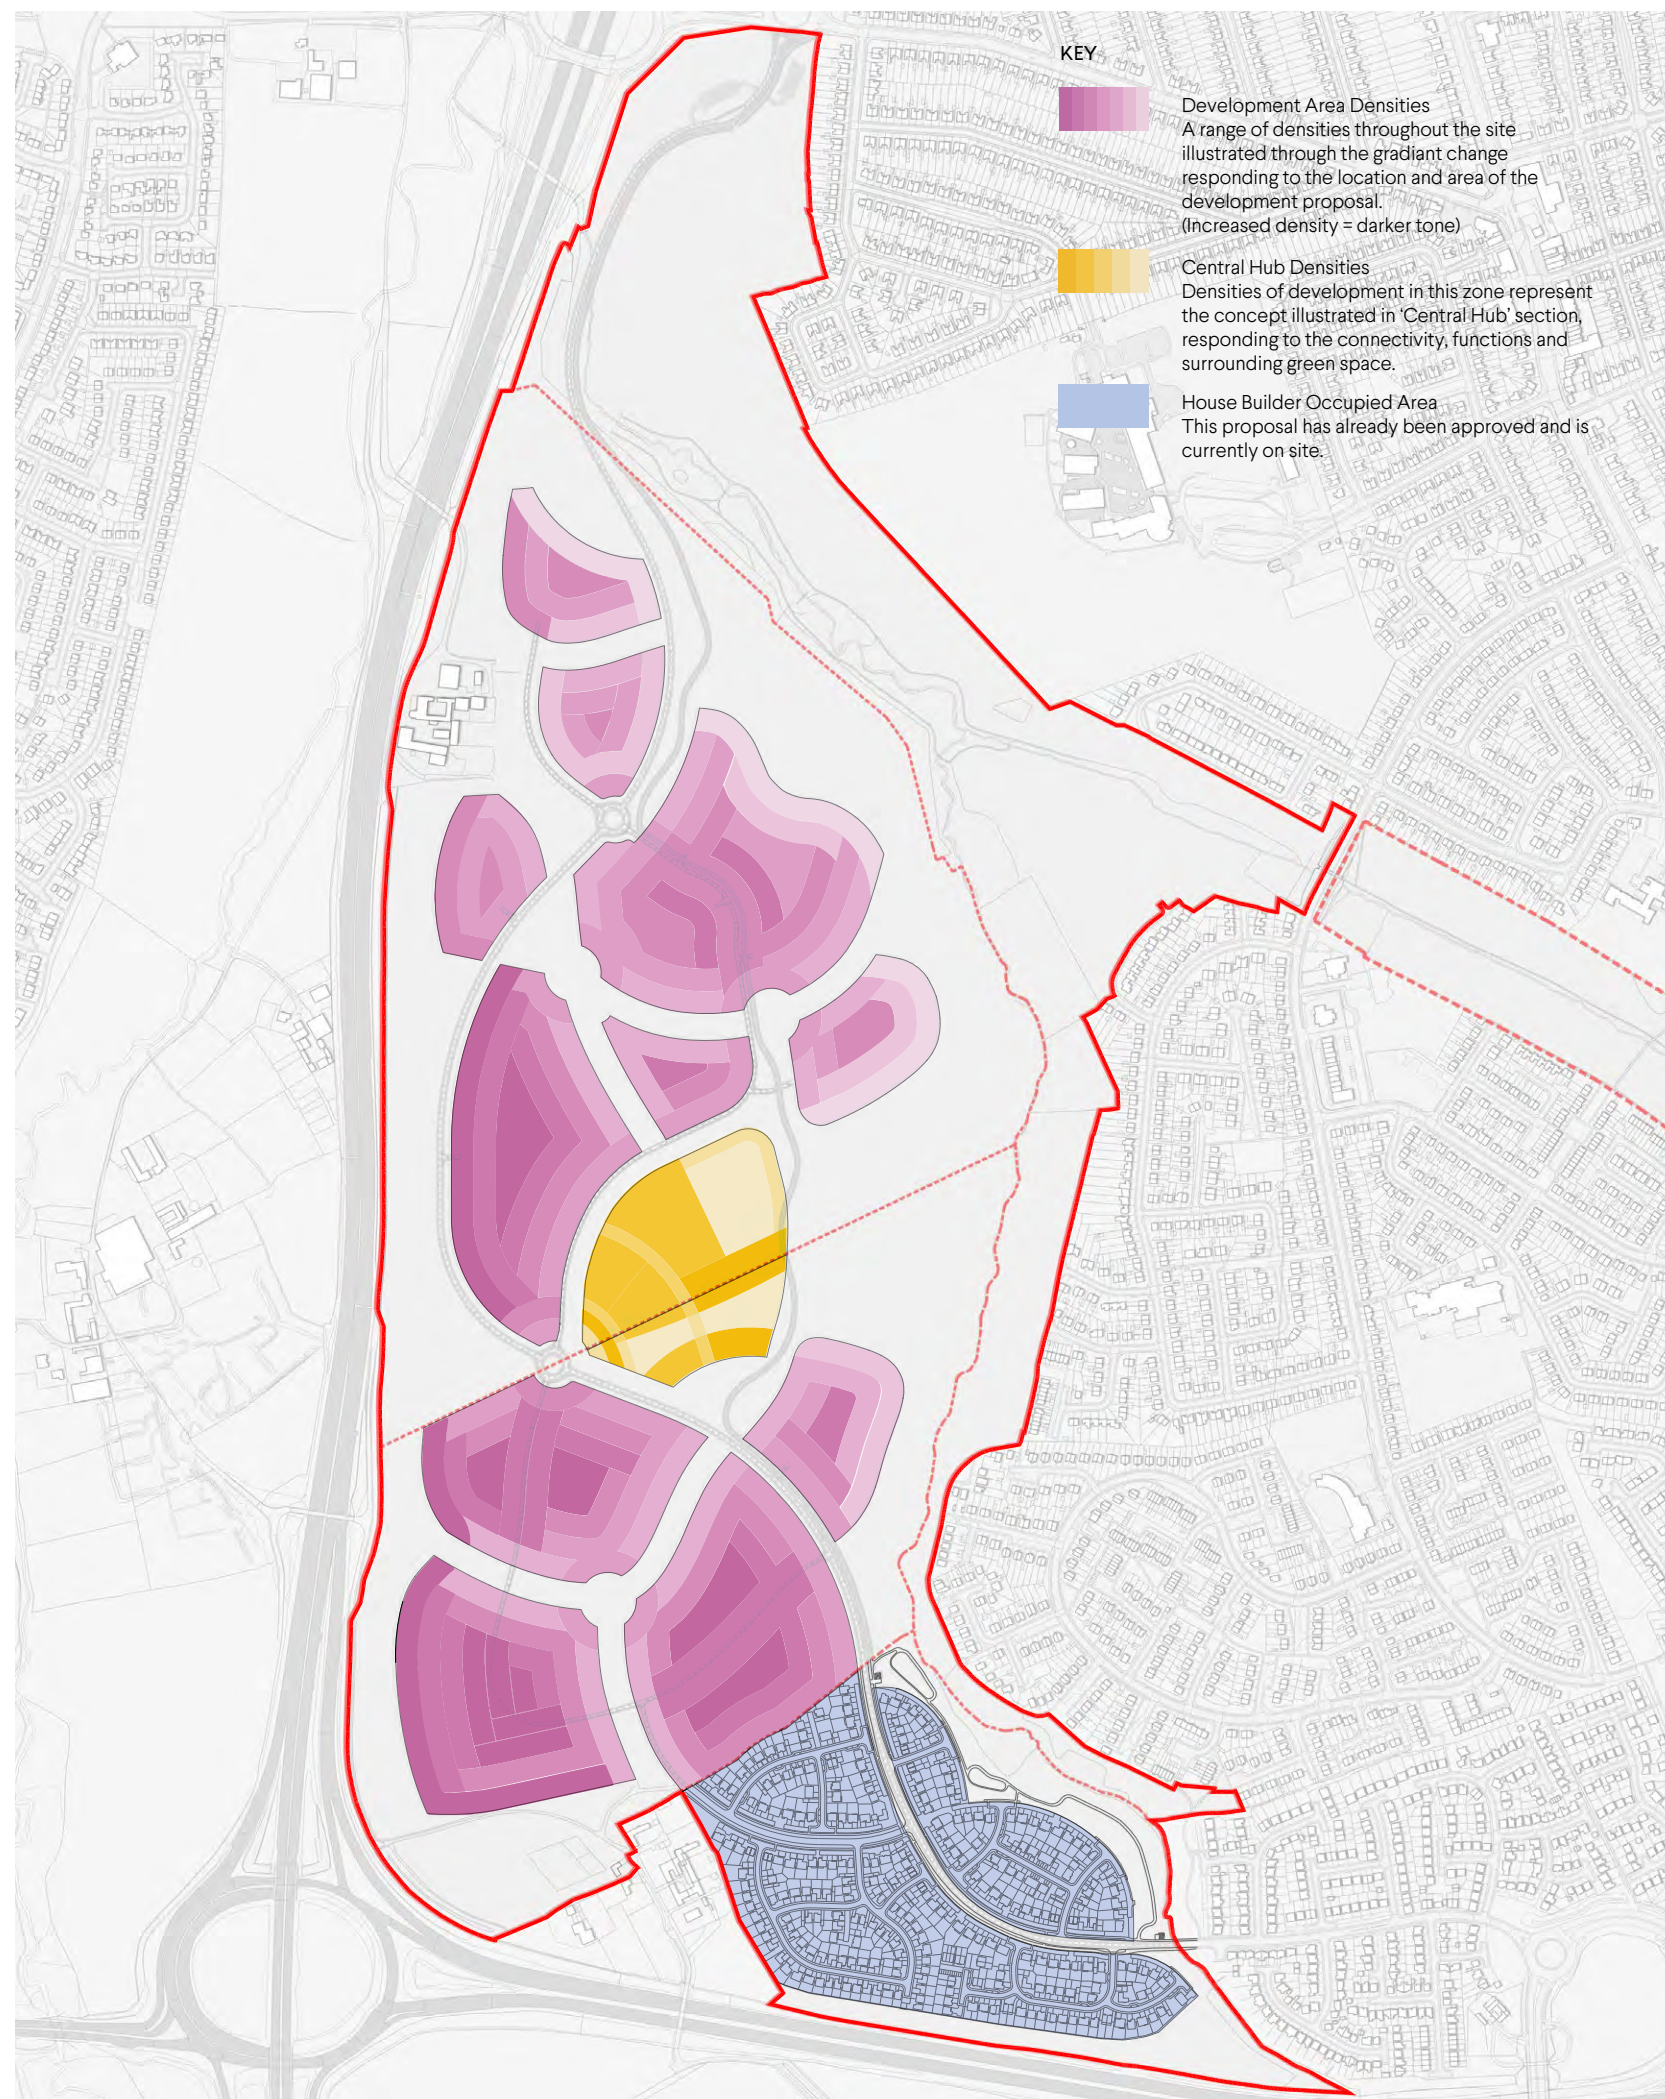 KEY
Development Area Densities
A range of densities throughout the site
illustrated through the gradiant change
responding to the location and area of the
development proposal.
(Increased density = darker tone)
Central Hub Densities
Densities of development in this zone represent
the concept illustrated in ‘Central Hub’ section,
responding to the connectivity, functions and
surrounding green space.
House Builder Occupied Area
This proposal has already been approved and is
currently on site.